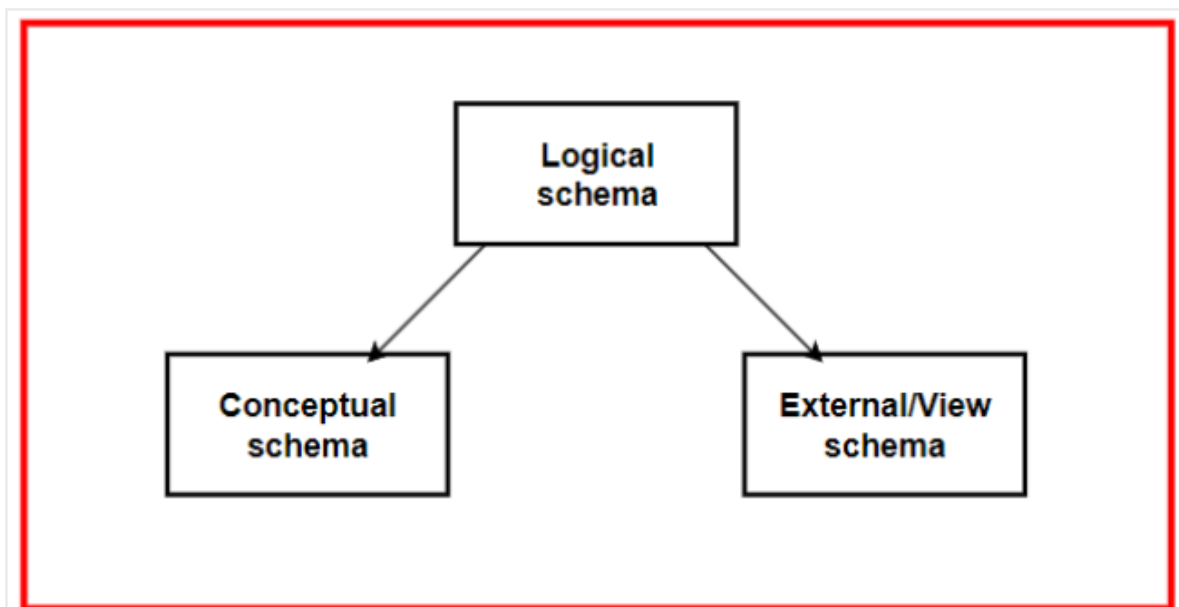 Logical
schema
Conceptual
schema
External/View
schema